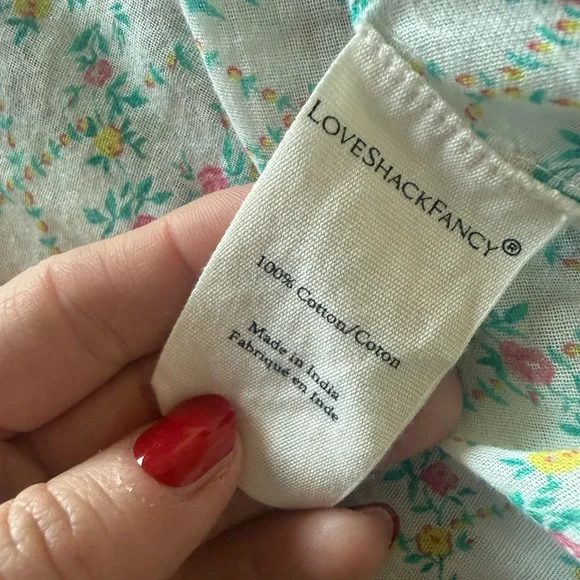 LOVESHACKFANCY®
100% Cotton/Coton
Made in India
Fabriqué en Inde